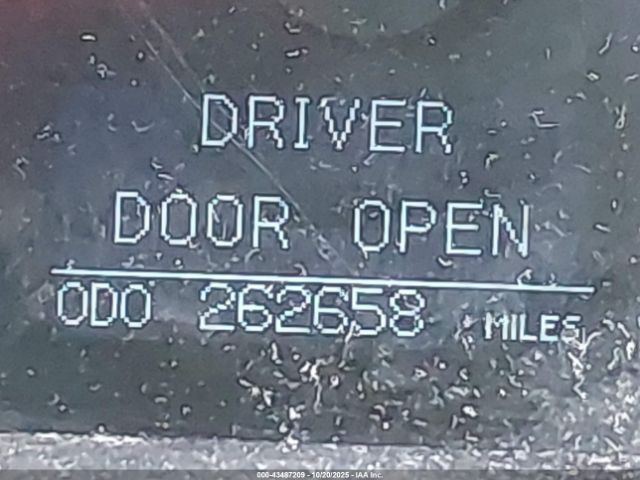 DRIVER
DOOR OPEN
ODO 262658 MILES
000-43487209 - 10/20/2025 - IAA Inc.